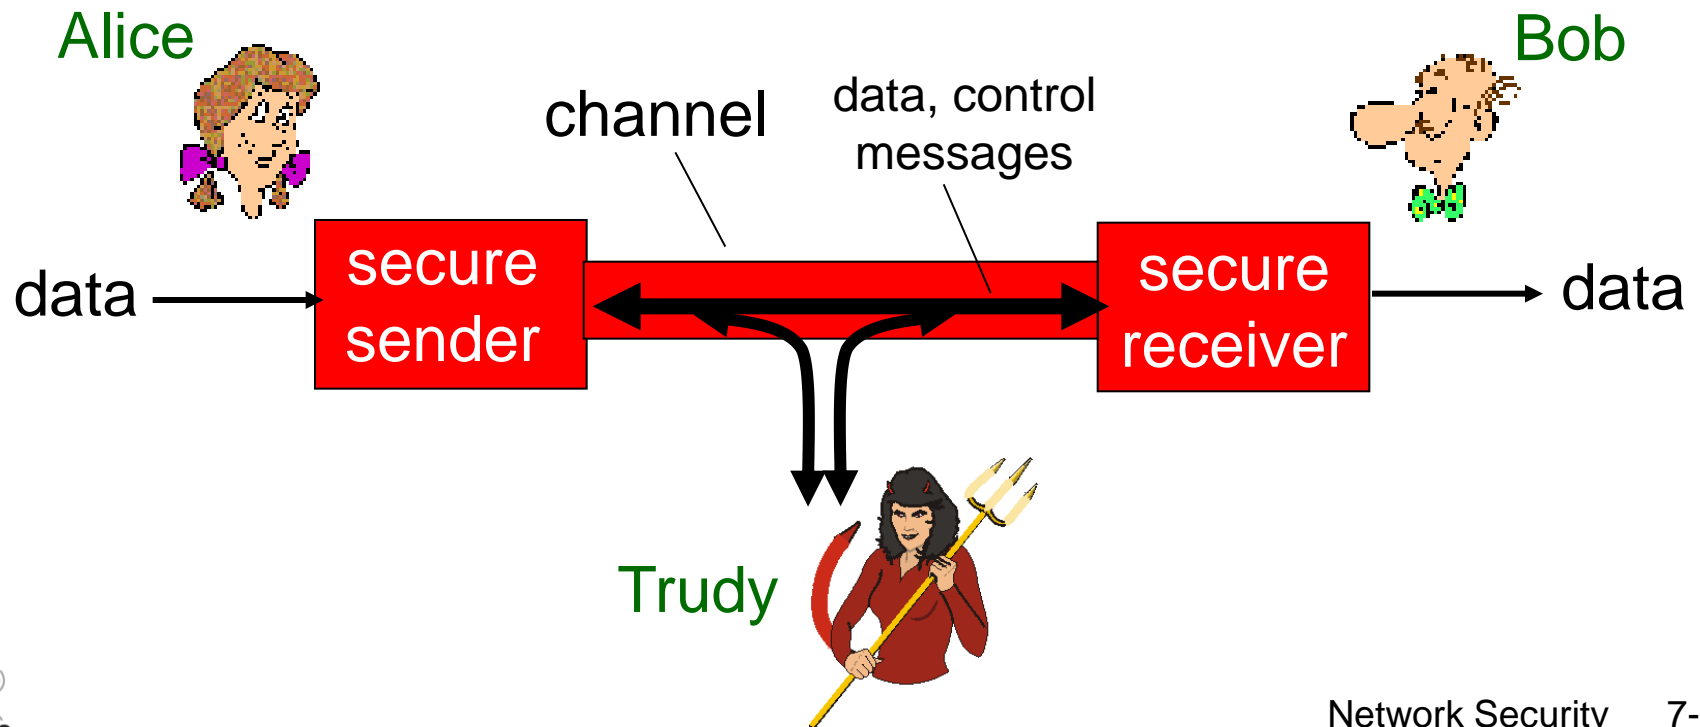 Alice
Bob
channel
data, control
messages
data
secure
sender
secure
receiver
data
Trudy
Network Security 7-